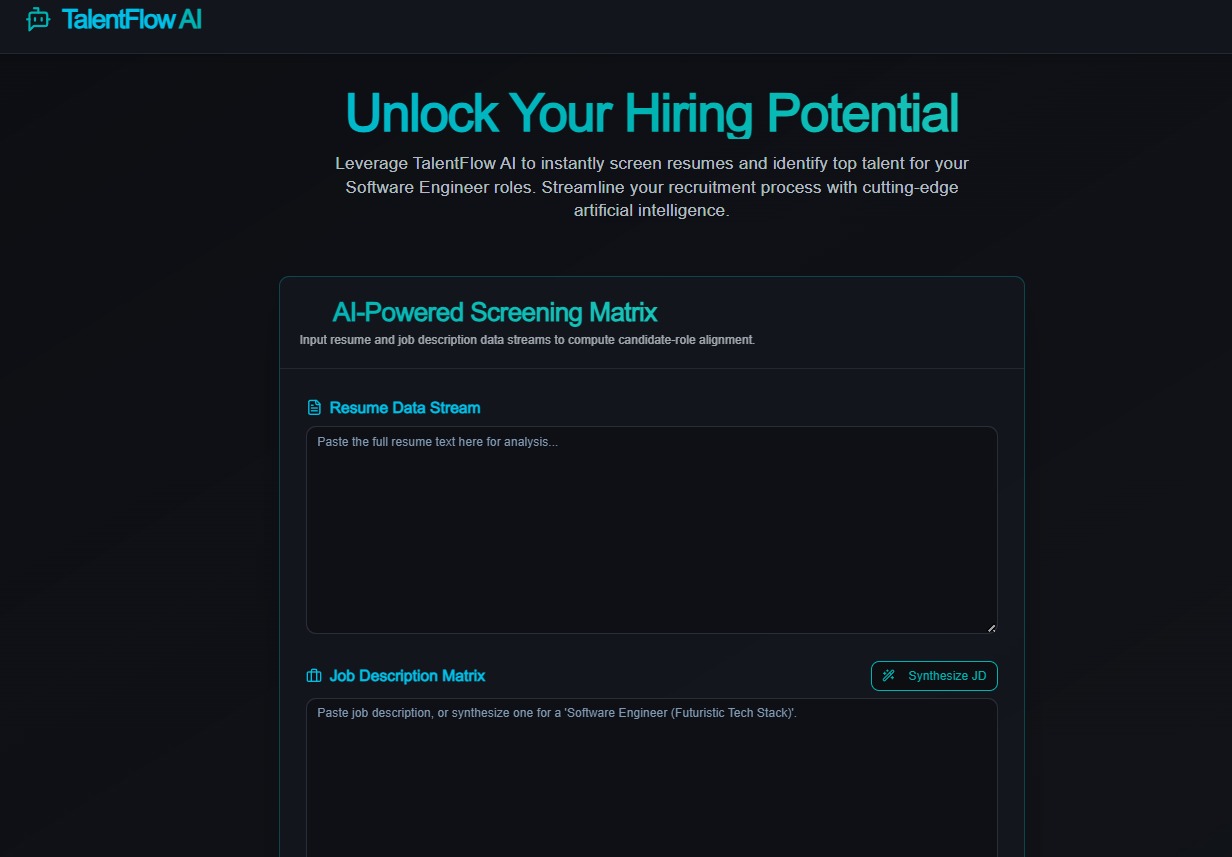 TalentFlow AI
Unlock Your Hiring Potential
Leverage TalentFlow AI to instantly screen resumes and identify top talent for your
Software Engineer roles. Streamline your recruitment process with cutting-edge
artificial intelligence.
AI-Powered Screening Matrix
Input resume and job description data streams to compute candidate-role alignment.
Resume Data Stream
Paste the full resume text here for analysis...
Job Description Matrix
Synthesize JD
Paste job description, or synthesize one for a 'Software Engineer (Futuristic Tech Stack)'.